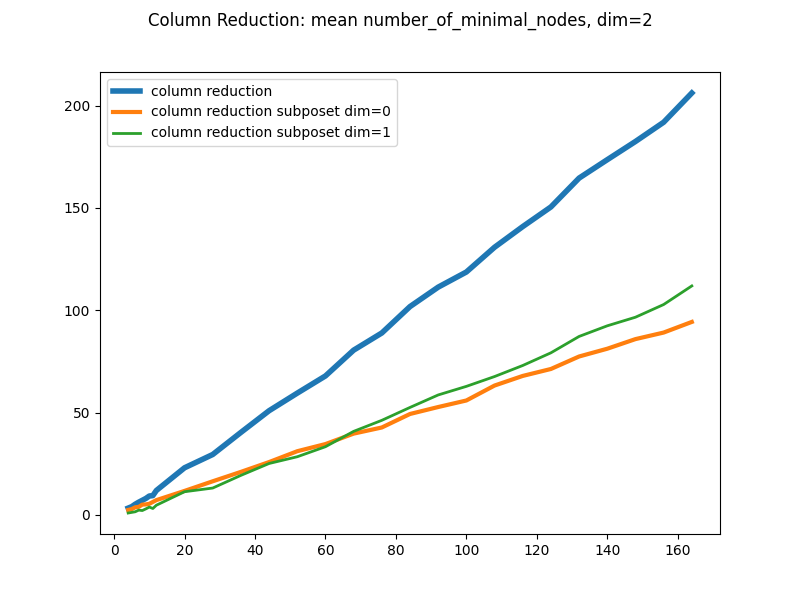 Column Reduction: mean number_of_minimal_nodes, dim=2
column reduction
column reduction subposet dim=0
column reduction subposet dim=1
200
150
100
50
0
0 20 40 60 80 100 120 140 160